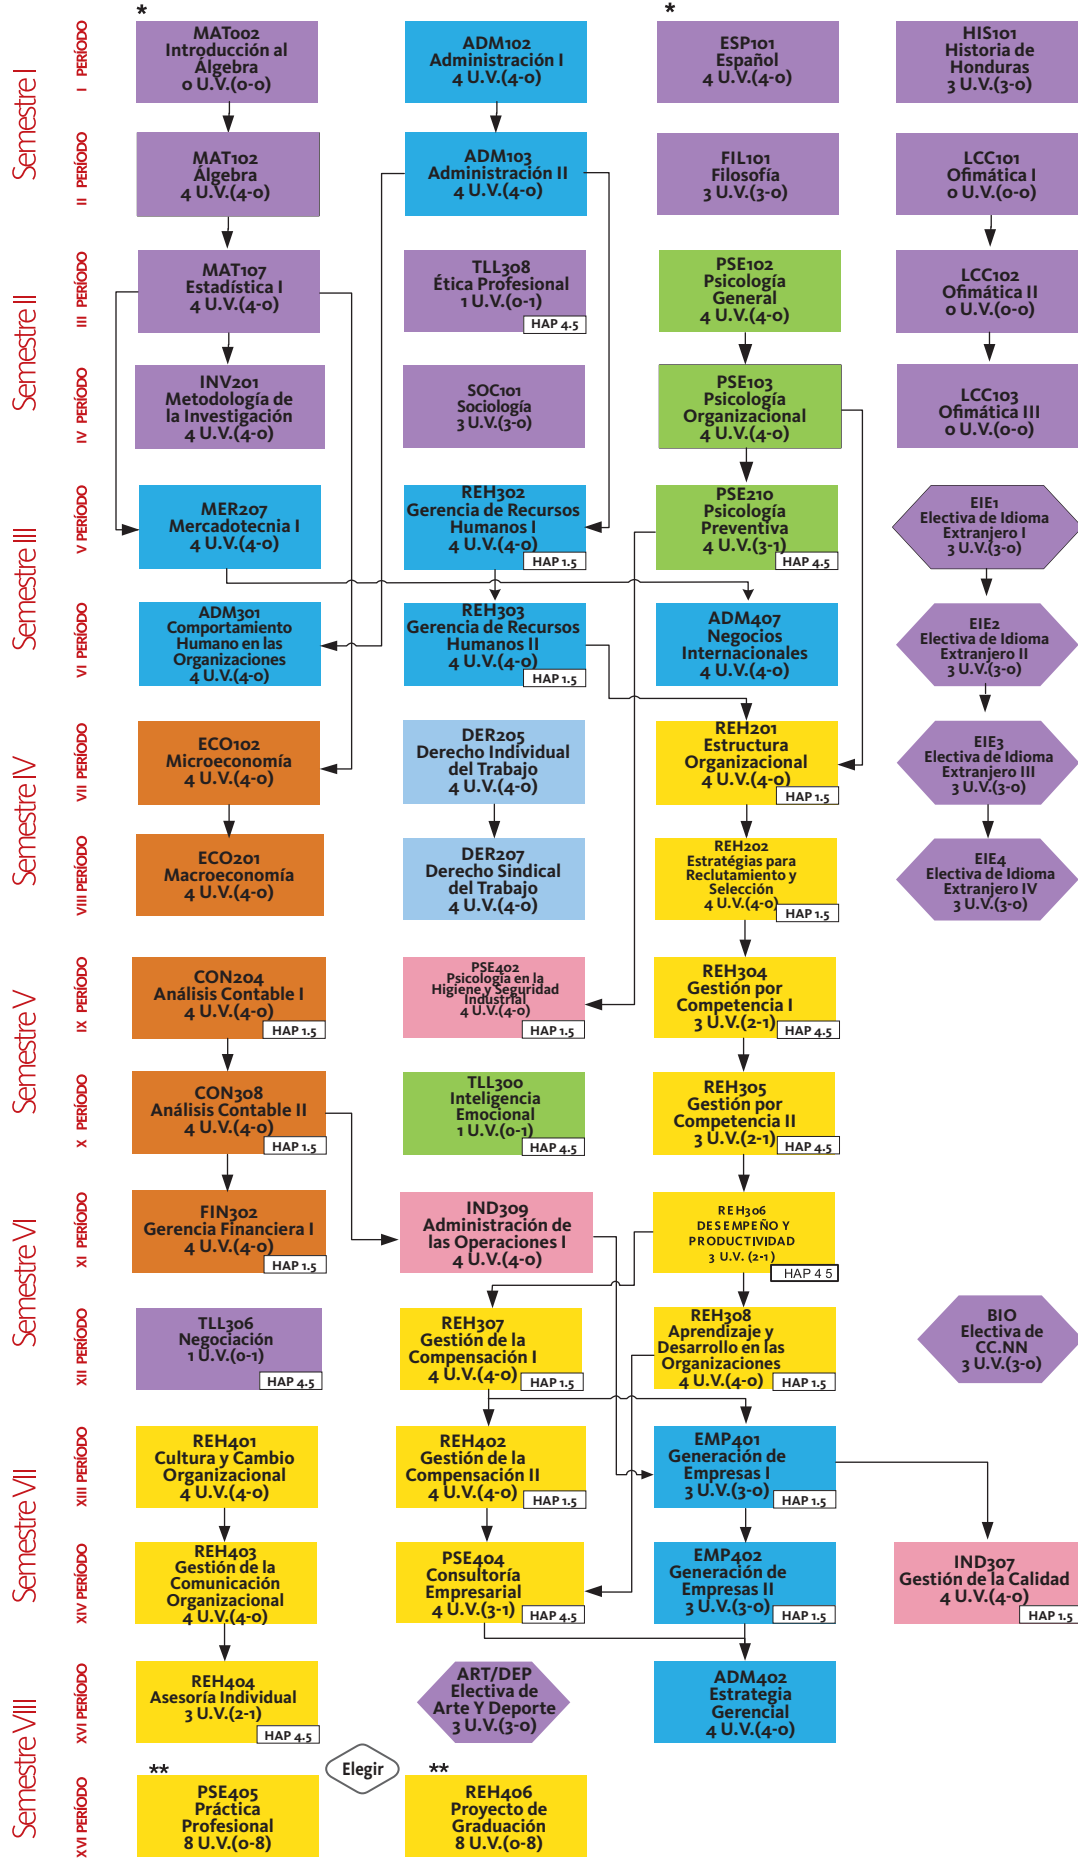 Semestre I
I PERÍODO
*
MAT002
Introducción al
Álgebra
0 U.V.(0-0)
ADM102
Administración I
4 U.V.(4-0)
*
ESP101
Español
4 U.V.(4-0)
HIS101
Historia de
Honduras
3 U.V.(3-0)
II PERÍODO
MAT102
Álgebra
4 U.V.(4-0)
ADM103
Administración II
4 U.V.(4-0)
FIL101
Filosofía
3 U.V.(3-0)
LCC101
Ofimática I
0 U.V.(0-0)
Semestre II
III PERÍODO
MAT107
Estadística I
4 U.V.(4-0)
TLL308
Ética Profesional
1 U.V.(0-1)
HAP 4.5
PSE102
Psicología
General
4 U.V.(4-0)
LCC102
Ofimática II
0 U.V.(0-0)
IV PERÍODO
INV201
Metodología de
la Investigación
4 U.V.(4-0)
SOC101
Sociología
3 U.V.(3-0)
PSE103
Psicología
Organizacional
4 U.V.(4-0)
LCC103
Ofimática III
0 U.V.(0-0)
Semestre III
V PERÍODO
MER207
Mercadotecnia I
4 U.V.(4-0)
REH302
Gerencia de Recursos
Humanos I
4 U.V.(4-0)
HAP 1.5
PSE210
Psicología
Preventiva
4 U.V.(3-1)
HAP 4.5
EIE1
Electiva de Idioma
Extranjero I
3 U.V.(3-0)
VI PERÍODO
ADM301
Comportamiento
Humano en las
Organizaciones
4 U.V.(4-0)
REH303
Gerencia de Recursos
Humanos II
4 U.V.(4-0)
HAP 1.5
ADM407
Negocios
Internacionales
4 U.V.(4-0)
EIE2
Electiva de Idioma
Extranjero II
3 U.V.(3-0)
Semestre IV
VII PERÍODO
ECO102
Microeconomía
4 U.V.(4-0)
DER205
Derecho Individual
del Trabajo
4 U.V.(4-0)
REH201
Estructura
Organizacional
4 U.V.(4-0)
HAP 1.5
EIE3
Electiva de Idioma
Extranjero III
3 U.V.(3-0)
VIII PERÍODO
ECO201
Macroeconomía
4 U.V.(4-0)
DER207
Derecho Sindical
del Trabajo
4 U.V.(4-0)
REH202
Estratégias para
Reclutamiento y
Selección
4 U.V.(4-0)
HAP 1.5
EIE4
Electiva de Idioma
Extranjero IV
3 U.V.(3-0)
Semestre V
IX PERÍODO
CON204
Análisis Contable I
4 U.V.(4-0)
HAP 1.5
PSE402
Psicología en la
Higiene y Seguridad
Industrial
4 U.V.(4-0)
HAP 1.5
REH304
Gestión por
Competencia I
3 U.V.(2-1)
HAP 4.5
X PERÍODO
CON308
Análisis Contable II
4 U.V.(4-0)
HAP 1.5
TLL300
Inteligencia
Emocional
1 U.V.(0-1)
HAP 4.5
REH305
Gestión por
Competencia II
3 U.V.(2-1)
HAP 4.5
Semestre VI
XI PERÍODO
FIN302
Gerencia Financiera I
4 U.V.(4-0)
HAP 1.5
IND309
Administración de
las Operaciones I
4 U.V.(4-0)
REH306
DESEMPEÑO Y
PRODUCTIVIDAD
3 U.V. (2-1)
HAP 4 5
XII PERÍODO
TLL306
Negociación
1 U.V.(0-1)
HAP 4.5
REH307
Gestión de la
Compensación I
4 U.V.(4-0)
HAP 1.5
REH308
Aprendizaje y
Desarrollo en las
Organizaciones
4 U.V.(4-0)
HAP 1.5
BIO
Electiva de
CC.NN
3 U.V.(3-0)
Semestre VII
XIII PERÍODO
REH401
Cultura y Cambio
Organizacional
4 U.V.(4-0)
REH402
Gestión de la
Compensación II
4 U.V.(4-0)
HAP 1.5
EMP401
Generación de
Empresas I
3 U.V.(3-0)
HAP 1.5
XIV PERÍODO
REH403
Gestión de la
Comunicación
Organizacional
4 U.V.(4-0)
PSE404
Consultoría
Empresarial
4 U.V.(3-1)
HAP 4.5
EMP402
Generación de
Empresas II
3 U.V.(3-0)
HAP 1.5
IND307
Gestión de la Calidad
4 U.V.(4-0)
HAP 1.5
Semestre VIII
XVI PERÍODO
REH404
Asesoría Individual
3 U.V.(2-1)
HAP 4.5
ART/DEP
Electiva de
Arte Y Deporte
3 U.V.(3-0)
ADM402
Estrategia
Gerencial
4 U.V.(4-0)
XVI PERÍODO
**
PSE405
Práctica
Profesional
8 U.V.(0-8)
Elegir
**
REH406
Proyecto de
Graduación
8 U.V.(0-8)